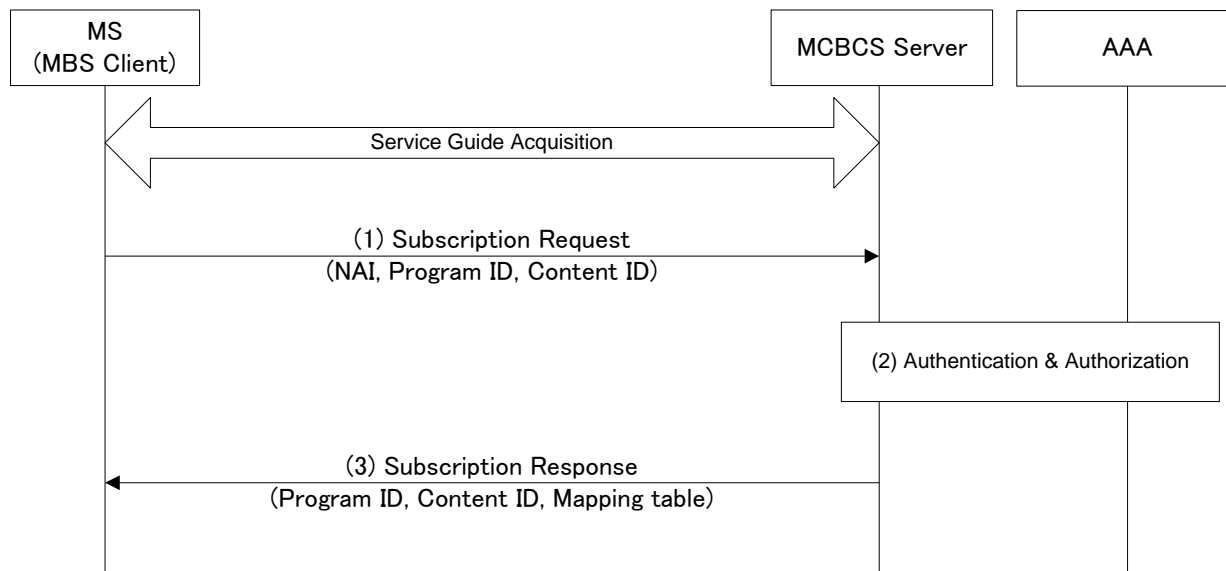 MS
(MBS Client)
MCBCS Server
AAA
Service Guide Acquisition
(1) Subscription Request
(NAI, Program ID, Content ID)
(2) Authentication & Authorization
(3) Subscription Response
(Program ID, Content ID, Mapping table)